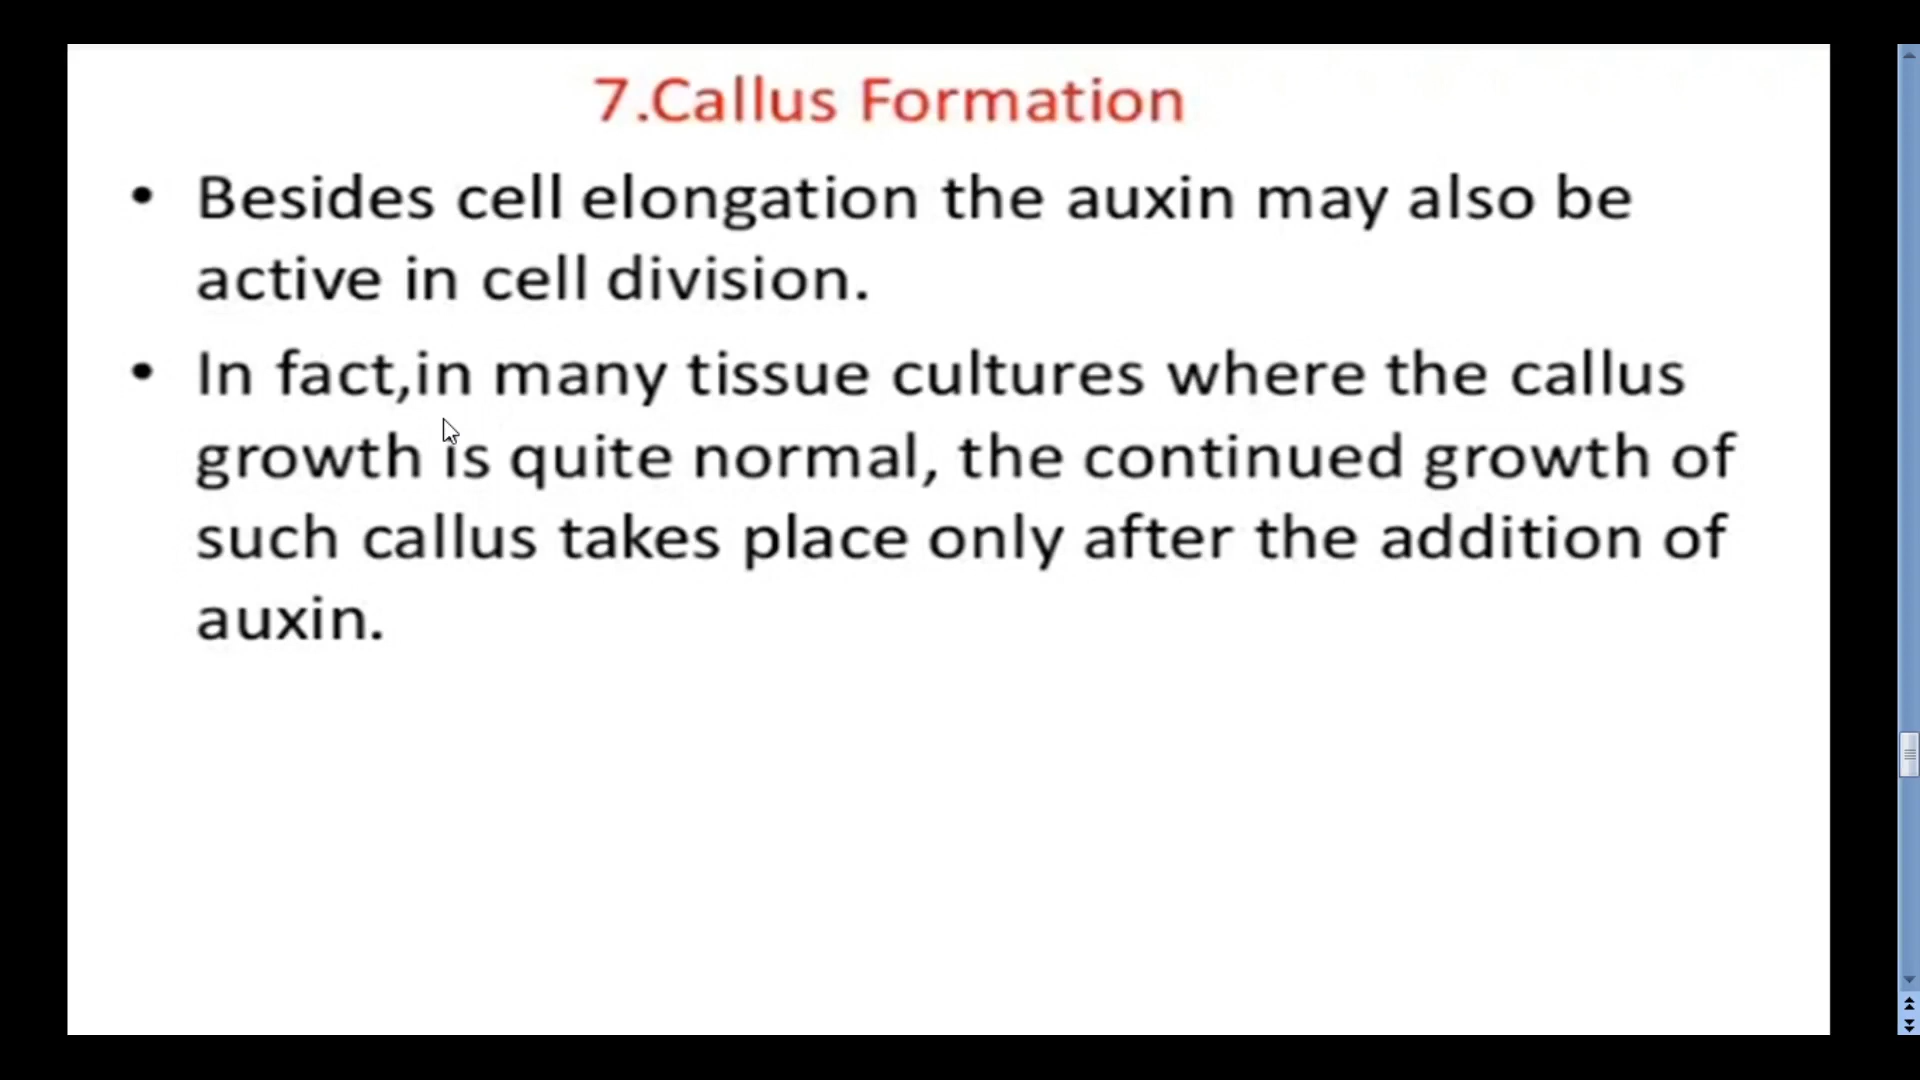 7.Callus Formation
• Besides cell elongation the auxin may also be
active in cell division.
• In fact,in many tissue cultures where the callus
growth is quite normal, the continued growth of
such callus takes place only after the addition of
auxin.